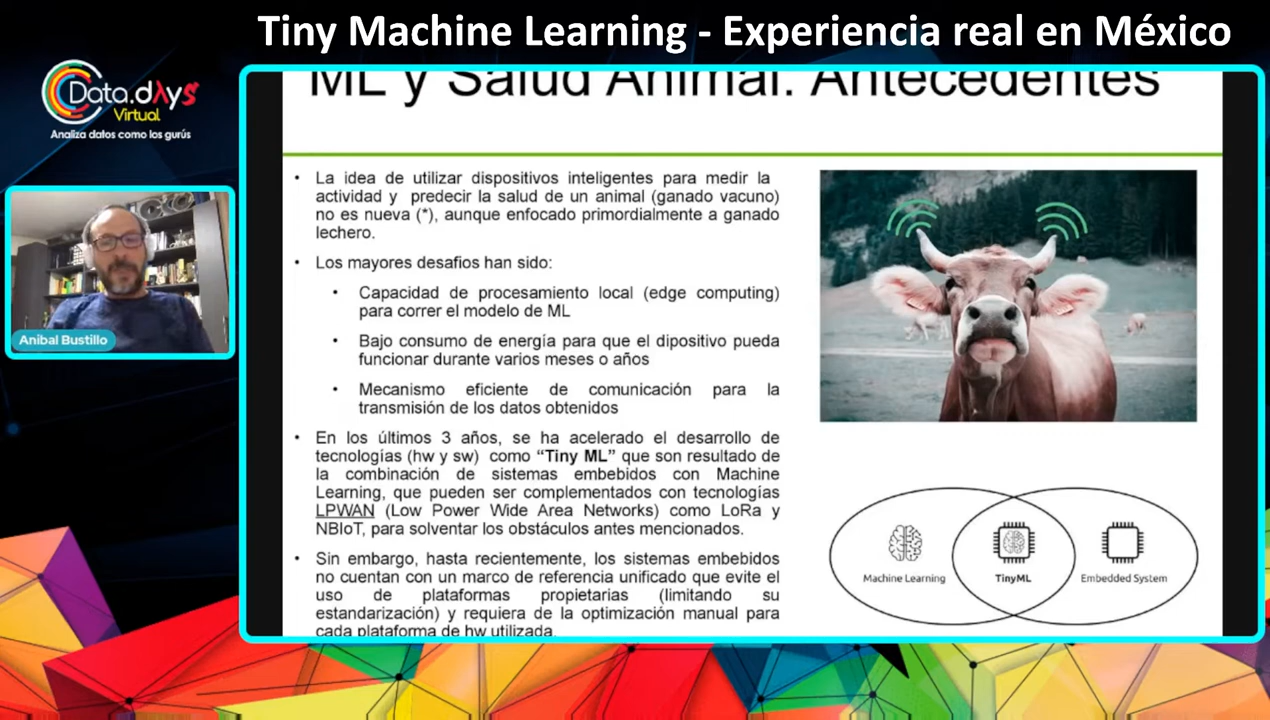 Tiny Machine Learning - Experiencia real en México
Data.dAys
Virtual
Analiza datos como los gurús
Anibal Bustillo
ML y Salud Animal. Antecedentes
• La idea de utilizar dispositivos inteligentes para medir la
actividad y predecir la salud de un animal (ganado vacuno)
no es nueva (*), aunque enfocado primordialmente a ganado
lechero.
• Los mayores desafios han sido:
• Capacidad de procesamiento local (edge computing)
para correr el modelo de ML
• Bajo consumo de energía para que el dipositivo pueda
funcionar durante varios meses o años
• Mecanismo eficiente de comunicación para la
transmisión de los datos obtenidos
• En los últimos 3 años, se ha acelerado el desarrollo de
tecnologías (hw y sw) como “Tiny ML” que son resultado de
la combinación de sistemas embebidos con Machine
Learning, que pueden ser complementados con tecnologías
LPWAN (Low Power Wide Area Networks) como LoRa y
NBIoT, para solventar los obstáculos antes mencionados.
• Sin embargo, hasta recientemente, los sistemas embebidos
no cuentan con un marco de referencia unificado que evite el
uso de plataformas propietarias (limitando su
estandarización) y requiera de la optimización manual para
cada plataforma de hw utilizada.
Machine Learning
TinyML
Embedded System